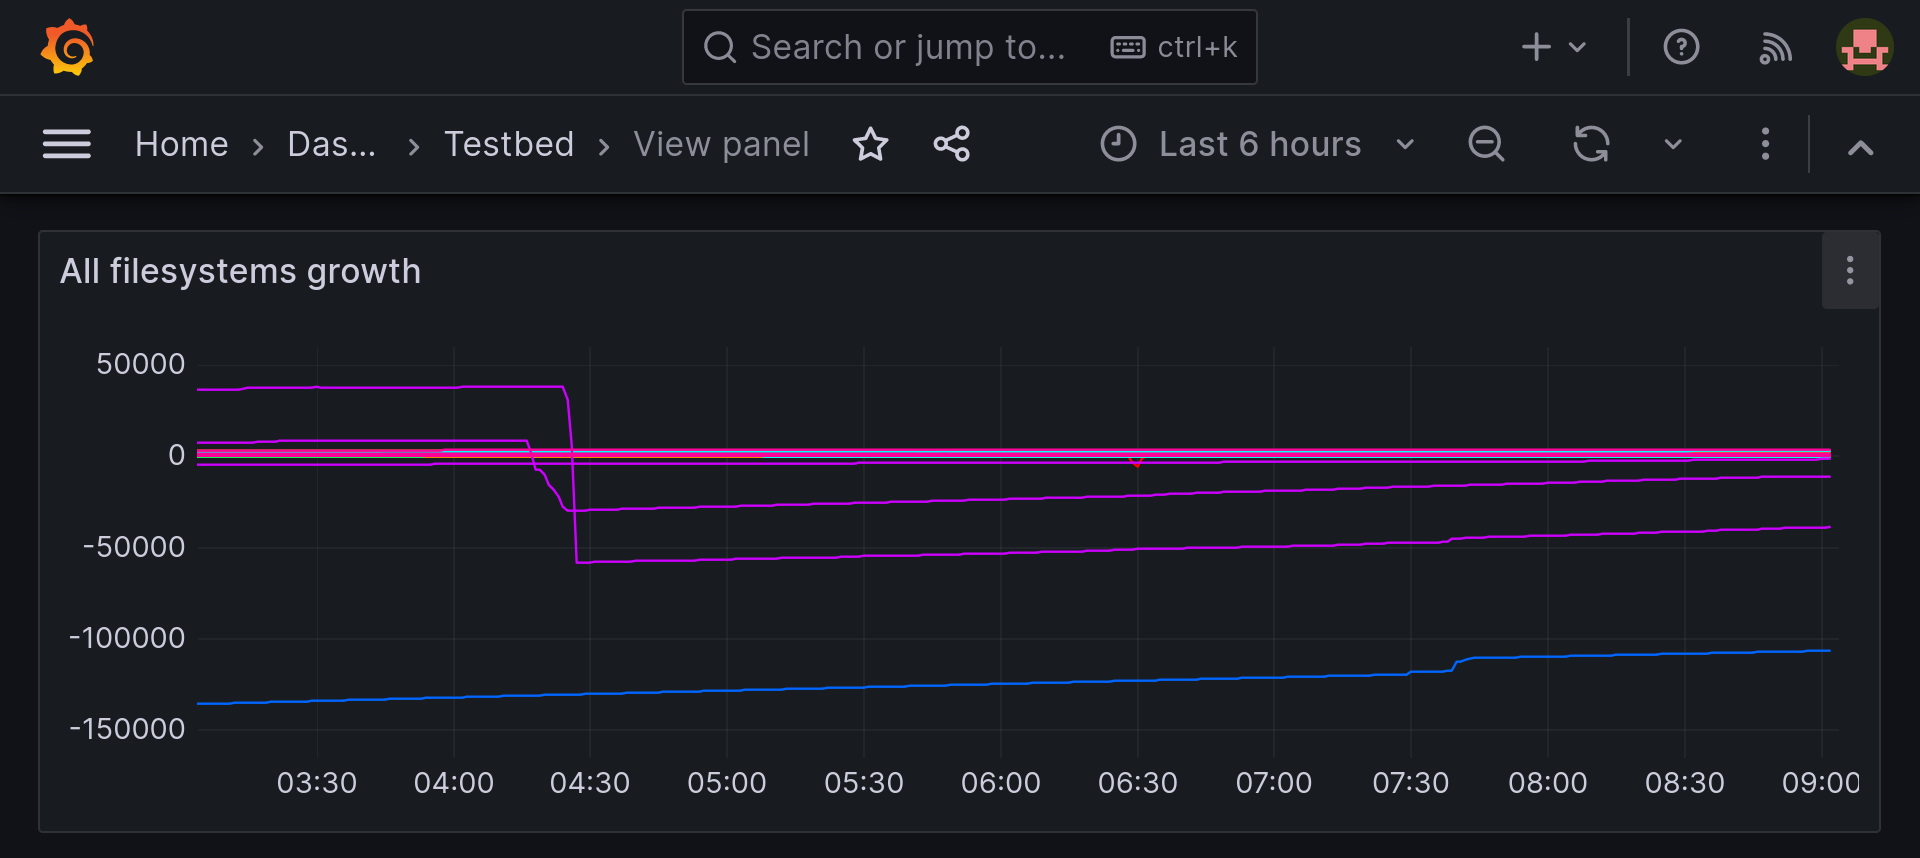 Search or jump to... ctrl+k
Home › Das... › Testbed › View panel Last 6 hours
All filesystems growth
50000
0
-50000
-100000
-150000
03:30 04:00 04:30 05:00 05:30 06:00 06:30 07:00 07:30 08:00 08:30 09:00